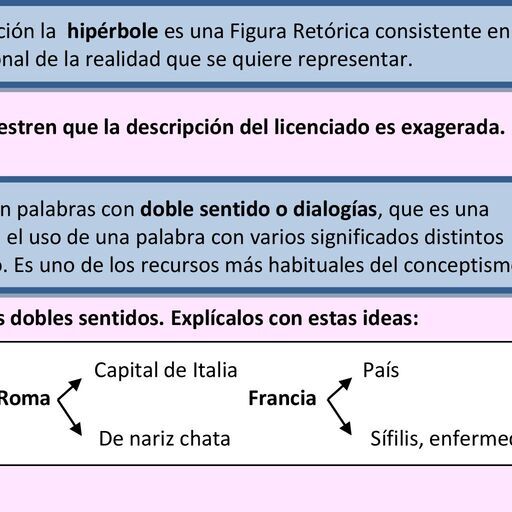 ción la hipérbole es una Figura Retórica consistente en
onal de la realidad que se quiere representar.
estren que la descripción del licenciado es exagerada.
n palabras con doble sentido o dialogías, que es una
el uso de una palabra con varios significados distintos
o. Es uno de los recursos más habituales del conceptism
s dobles sentidos. Explícalos con estas ideas:
Capital de Italia País
Roma Francia
De nariz chata Sífilis, enfermed